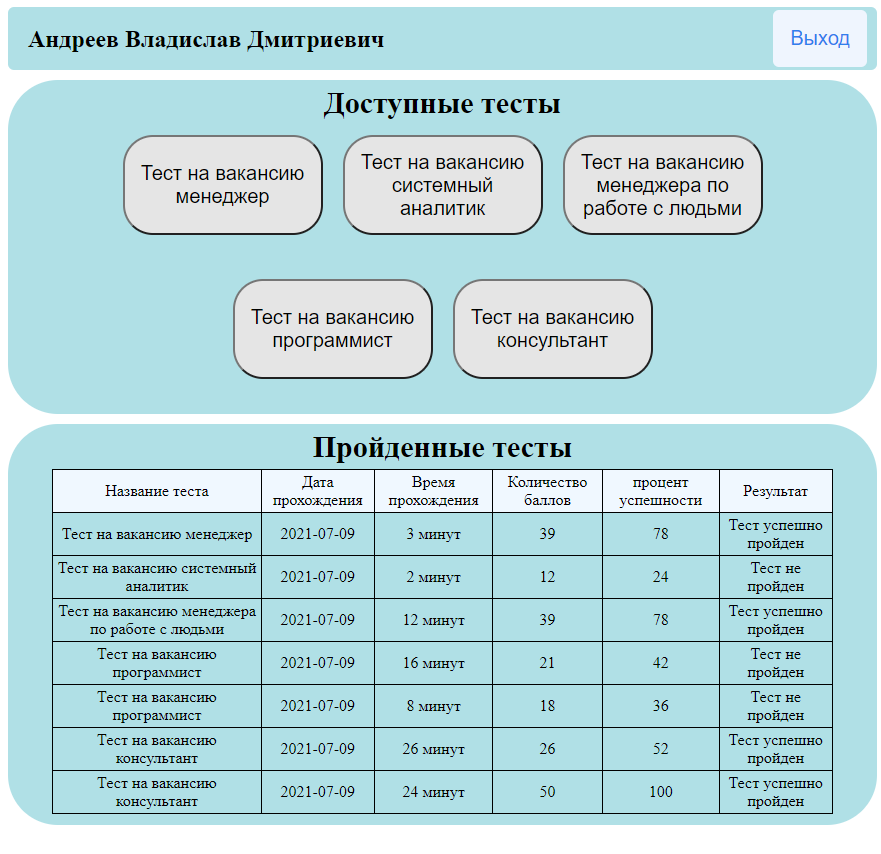 Андреев Владислав Дмитриевич
Выход
Доступные тесты
Тест на вакансию
менеджер
Тест на вакансию
системный
аналитик
Тест на вакансию
менеджера по
работе с людьми
Тест на вакансию
программист
Тест на вакансию
консультант
Пройденные тесты
Название теста
Дата
прохождения
Время
прохождения
Количество
баллов
процент
успешности
Результат
Тест на вакансию менеджер
2021-07-09
3 минут
39
78
Тест успешно
пройден
Тест на вакансию системный
аналитик
2021-07-09
2 минут
12
24
Тест не
пройден
Тест на вакансию менеджера
по работе с людьми
2021-07-09
12 минут
39
78
Тест успешно
пройден
Тест на вакансию
программист
2021-07-09
16 минут
21
42
Тест не
пройден
Тест на вакансию
программист
2021-07-09
8 минут
18
36
Тест не
пройден
Тест на вакансию
консультант
2021-07-09
26 минут
26
52
Тест успешно
пройден
Тест на вакансию
консультант
2021-07-09
24 минут
50
100
Тест успешно
пройден